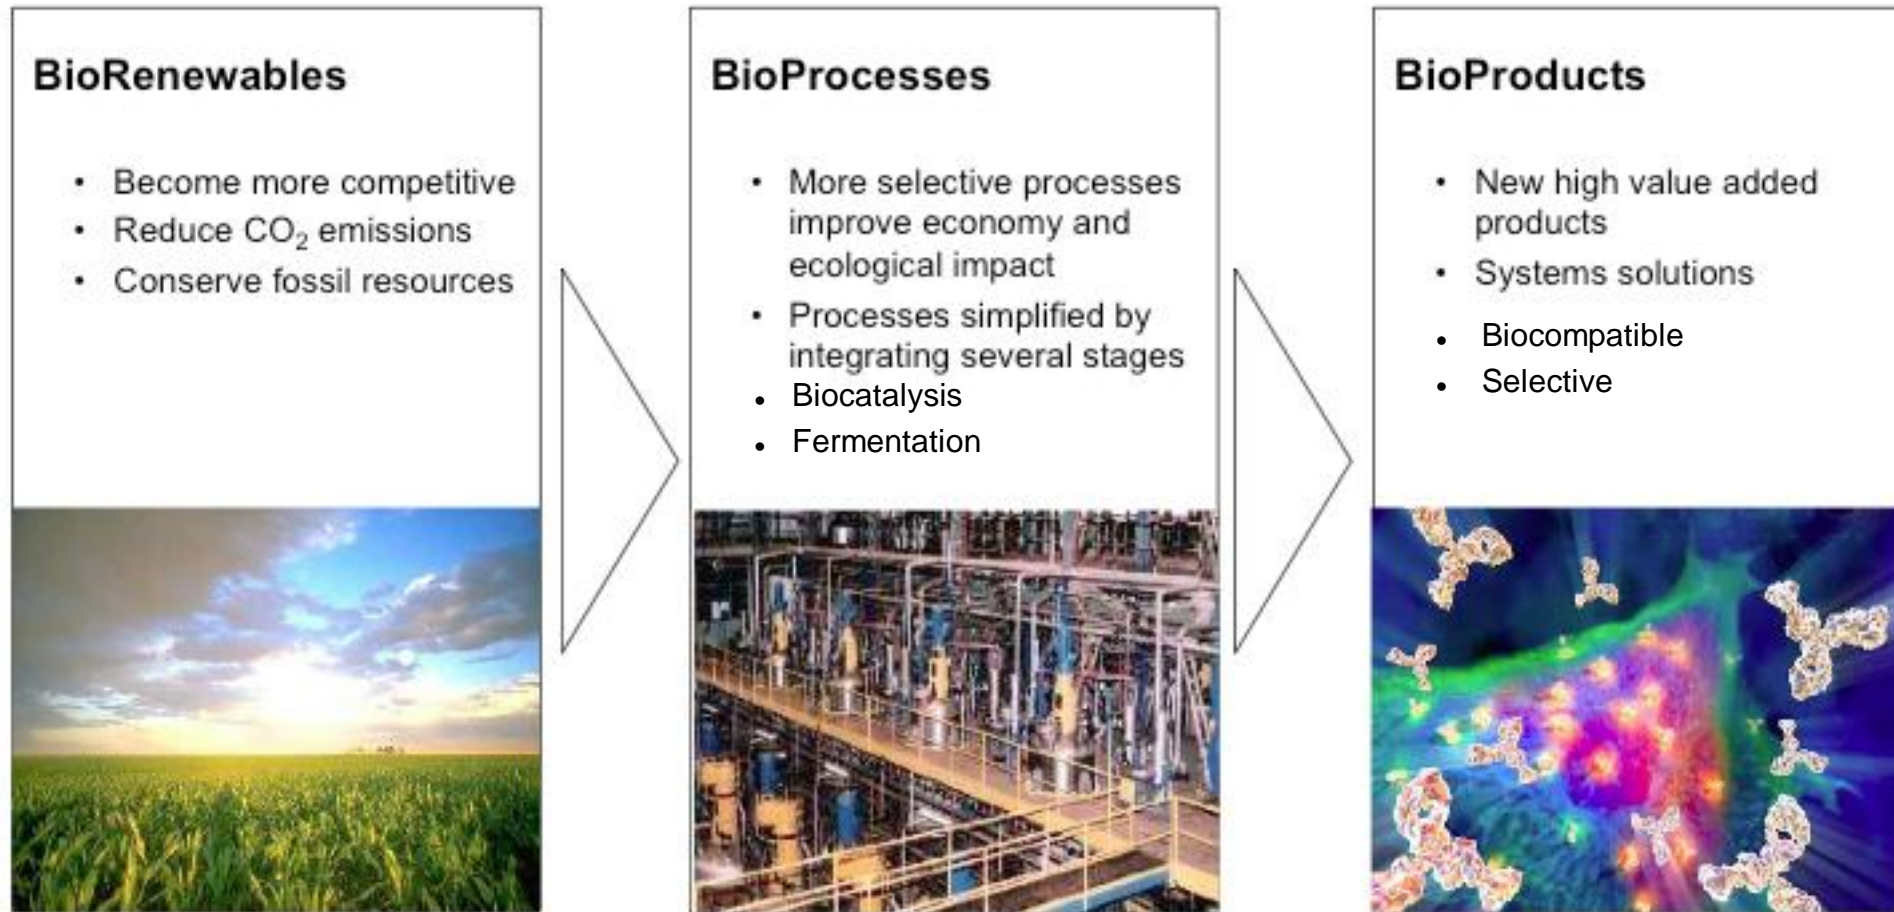 BioRenewables
• Become more competitive
• Reduce CO₂ emissions
• Conserve fossil resources
BioProcesses
• More selective processes
improve economy and
ecological impact
• Processes simplified by
integrating several stages
• Biocatalysis
• Fermentation
BioProducts
• New high value added
products
• Systems solutions
• Biocompatible
• Selective